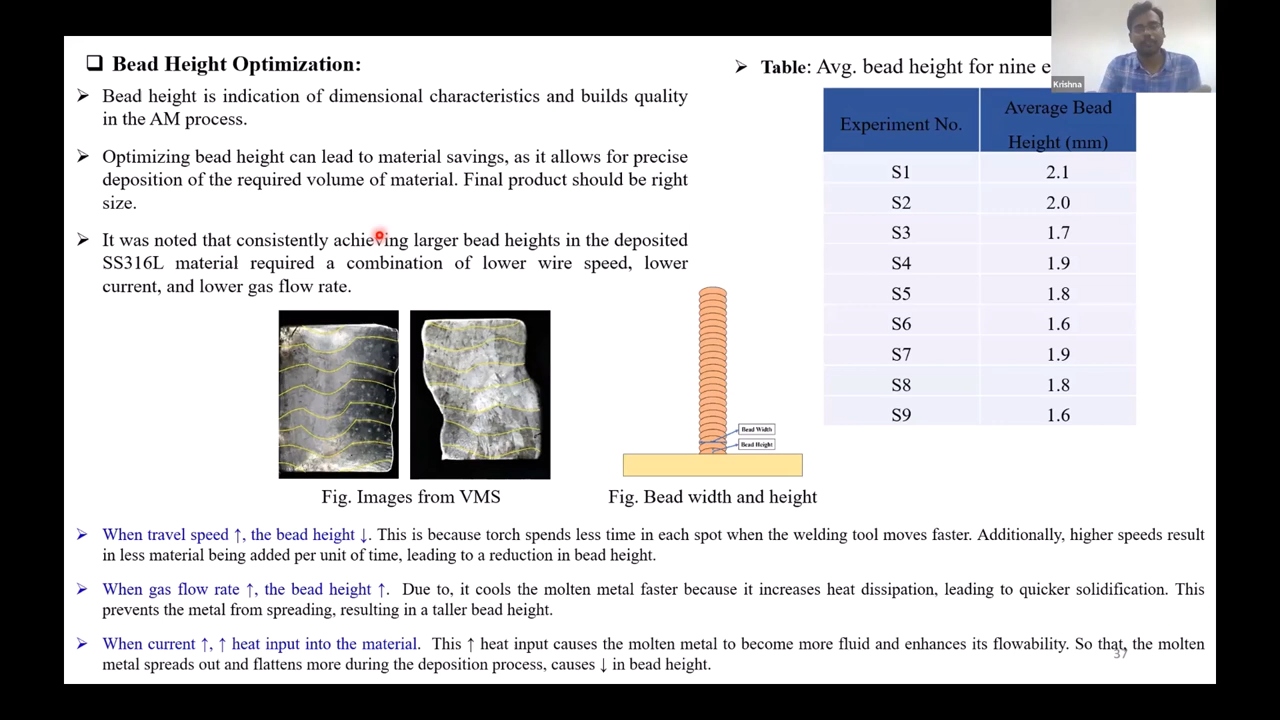 ❑ Bead Height Optimization:
➢ Bead height is indication of dimensional characteristics and builds quality
in the AM process.
➢ Optimizing bead height can lead to material savings, as it allows for precise
deposition of the required volume of material. Final product should be right
size.
➢ It was noted that consistently achieving larger bead heights in the deposited
SS316L material required a combination of lower wire speed, lower
current, and lower gas flow rate.
Fig. Images from VMS
Bead Width
Bead Height
Fig. Bead width and height
➢ Table: Avg. bead height for nine e
Krishna
Experiment No. Average Bead
Height (mm)
S1 2.1
S2 2.0
S3 1.7
S4 1.9
S5 1.8
S6 1.6
S7 1.9
S8 1.8
S9 1.6
➢ When travel speed ↑, the bead height ↓. This is because torch spends less time in each spot when the welding tool moves faster. Additionally, higher speeds result
in less material being added per unit of time, leading to a reduction in bead height.
➢ When gas flow rate ↑, the bead height ↑. Due to, it cools the molten metal faster because it increases heat dissipation, leading to quicker solidification. This
prevents the metal from spreading, resulting in a taller bead height.
➢ When current ↑, ↑ heat input into the material. This ↑ heat input causes the molten metal to become more fluid and enhances its flowability. So that, the molten
metal spreads out and flattens more during the deposition process, causes ↓ in bead height.
37